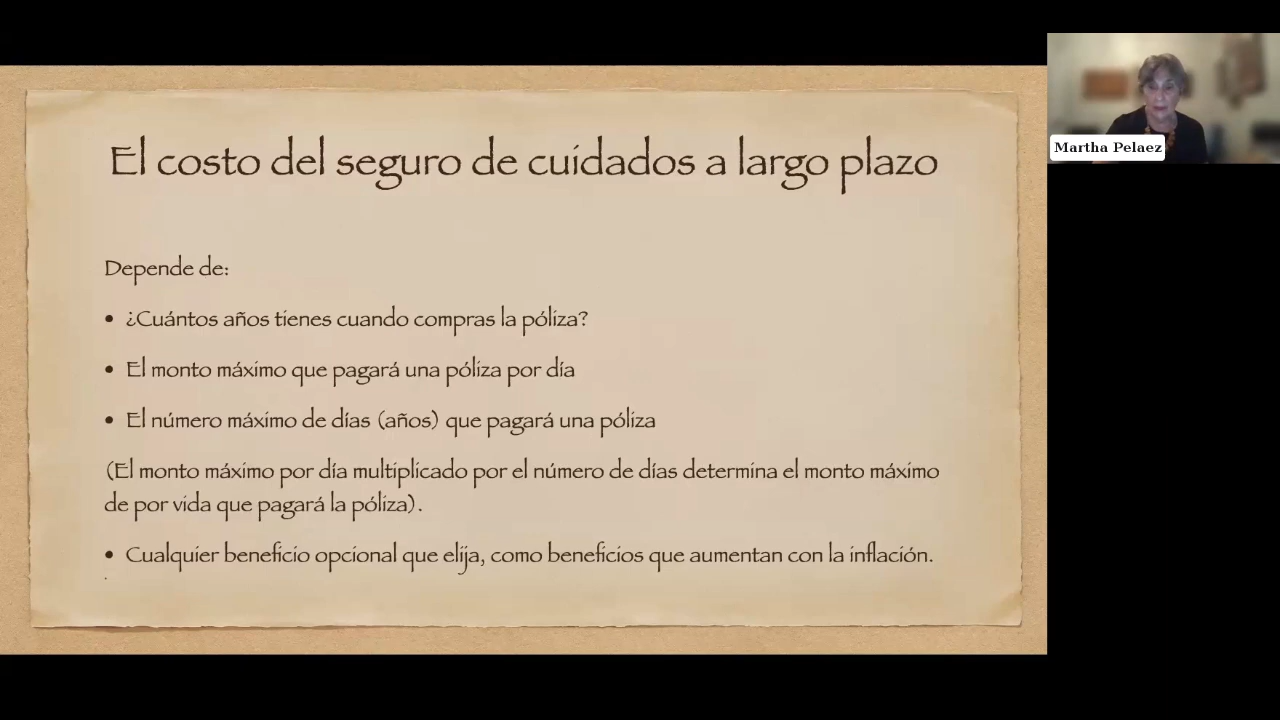 El costo del seguro de cuidados a largo plazo
Depende de:
• ¿Cuántos años tienes cuando compras la póliza?
• El monto máximo que pagará una póliza por día
• El número máximo de días (años) que pagará una póliza
(El monto máximo por día multiplicado por el número de días determina el monto máximo
de por vida que pagará la póliza).
• Cualquier beneficio opcional que elija, como beneficios que aumentan con la inflación.
.
Martha Pelaez